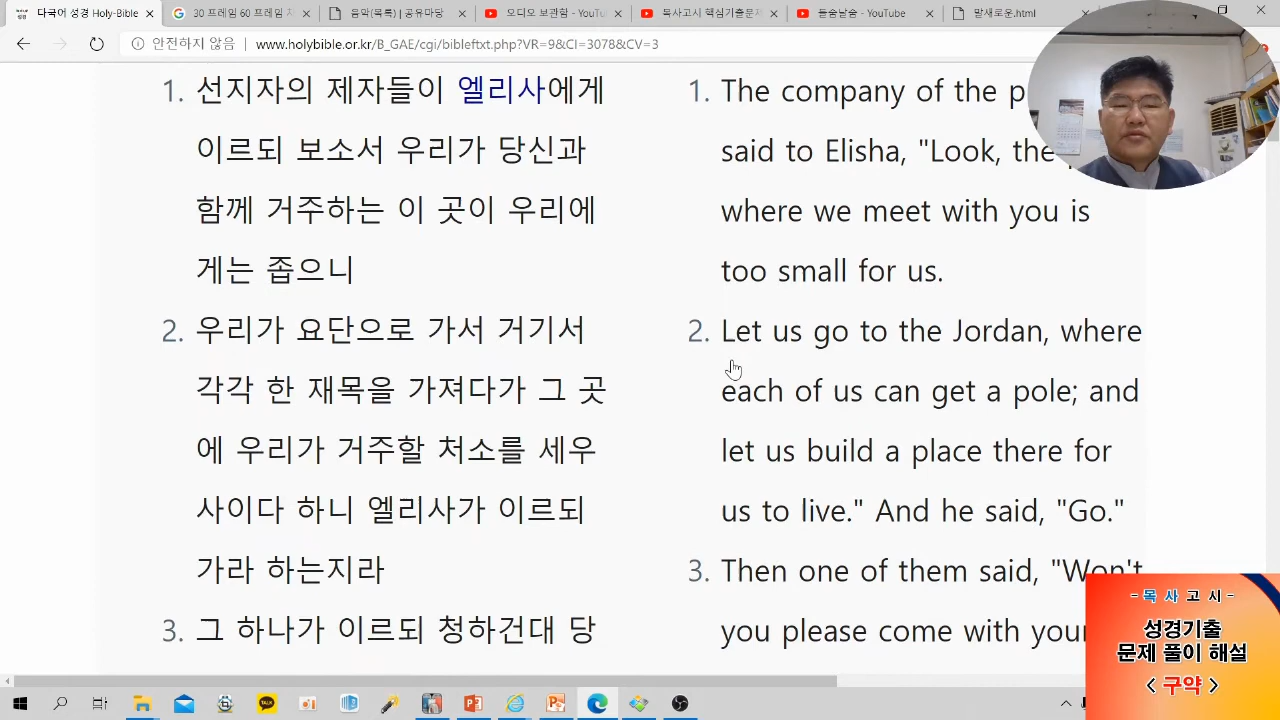 다국어 성경 Holy-Bible
30 프레임 60 프레임 차
음악(목록) | 공유마당
오디오 보관함 - YouTu
목사고시 핵심기출문제
들숨날숨 - YouTube
말새로운.html
안전하지 않음
www.holybible.or.kr/B_GAE/cgi/bibleftxt.php?VR=9&CI=3078&CV=3
1. 선지자의 제자들이 엘리사에게
이르되 보소서 우리가 당신과
함께 거주하는 이 곳이 우리에
게는 좁으니
2. 우리가 요단으로 가서 거기서
각각 한 재목을 가져다가 그 곳
에 우리가 거주할 처소를 세우
사이다 하니 엘리사가 이르되
가라 하는지라
3. 그 하나가 이르되 청하건대 당
1. The company of the p
said to Elisha, "Look, the
where we meet with you is
too small for us.
2. Let us go to the Jordan, where
each of us can get a pole; and
let us build a place there for
us to live." And he said, "Go."
3. Then one of them said, "Won't
you please come with your
- 목 사 고 시 -
성경기출
문제 풀이 해설
< 구약 >